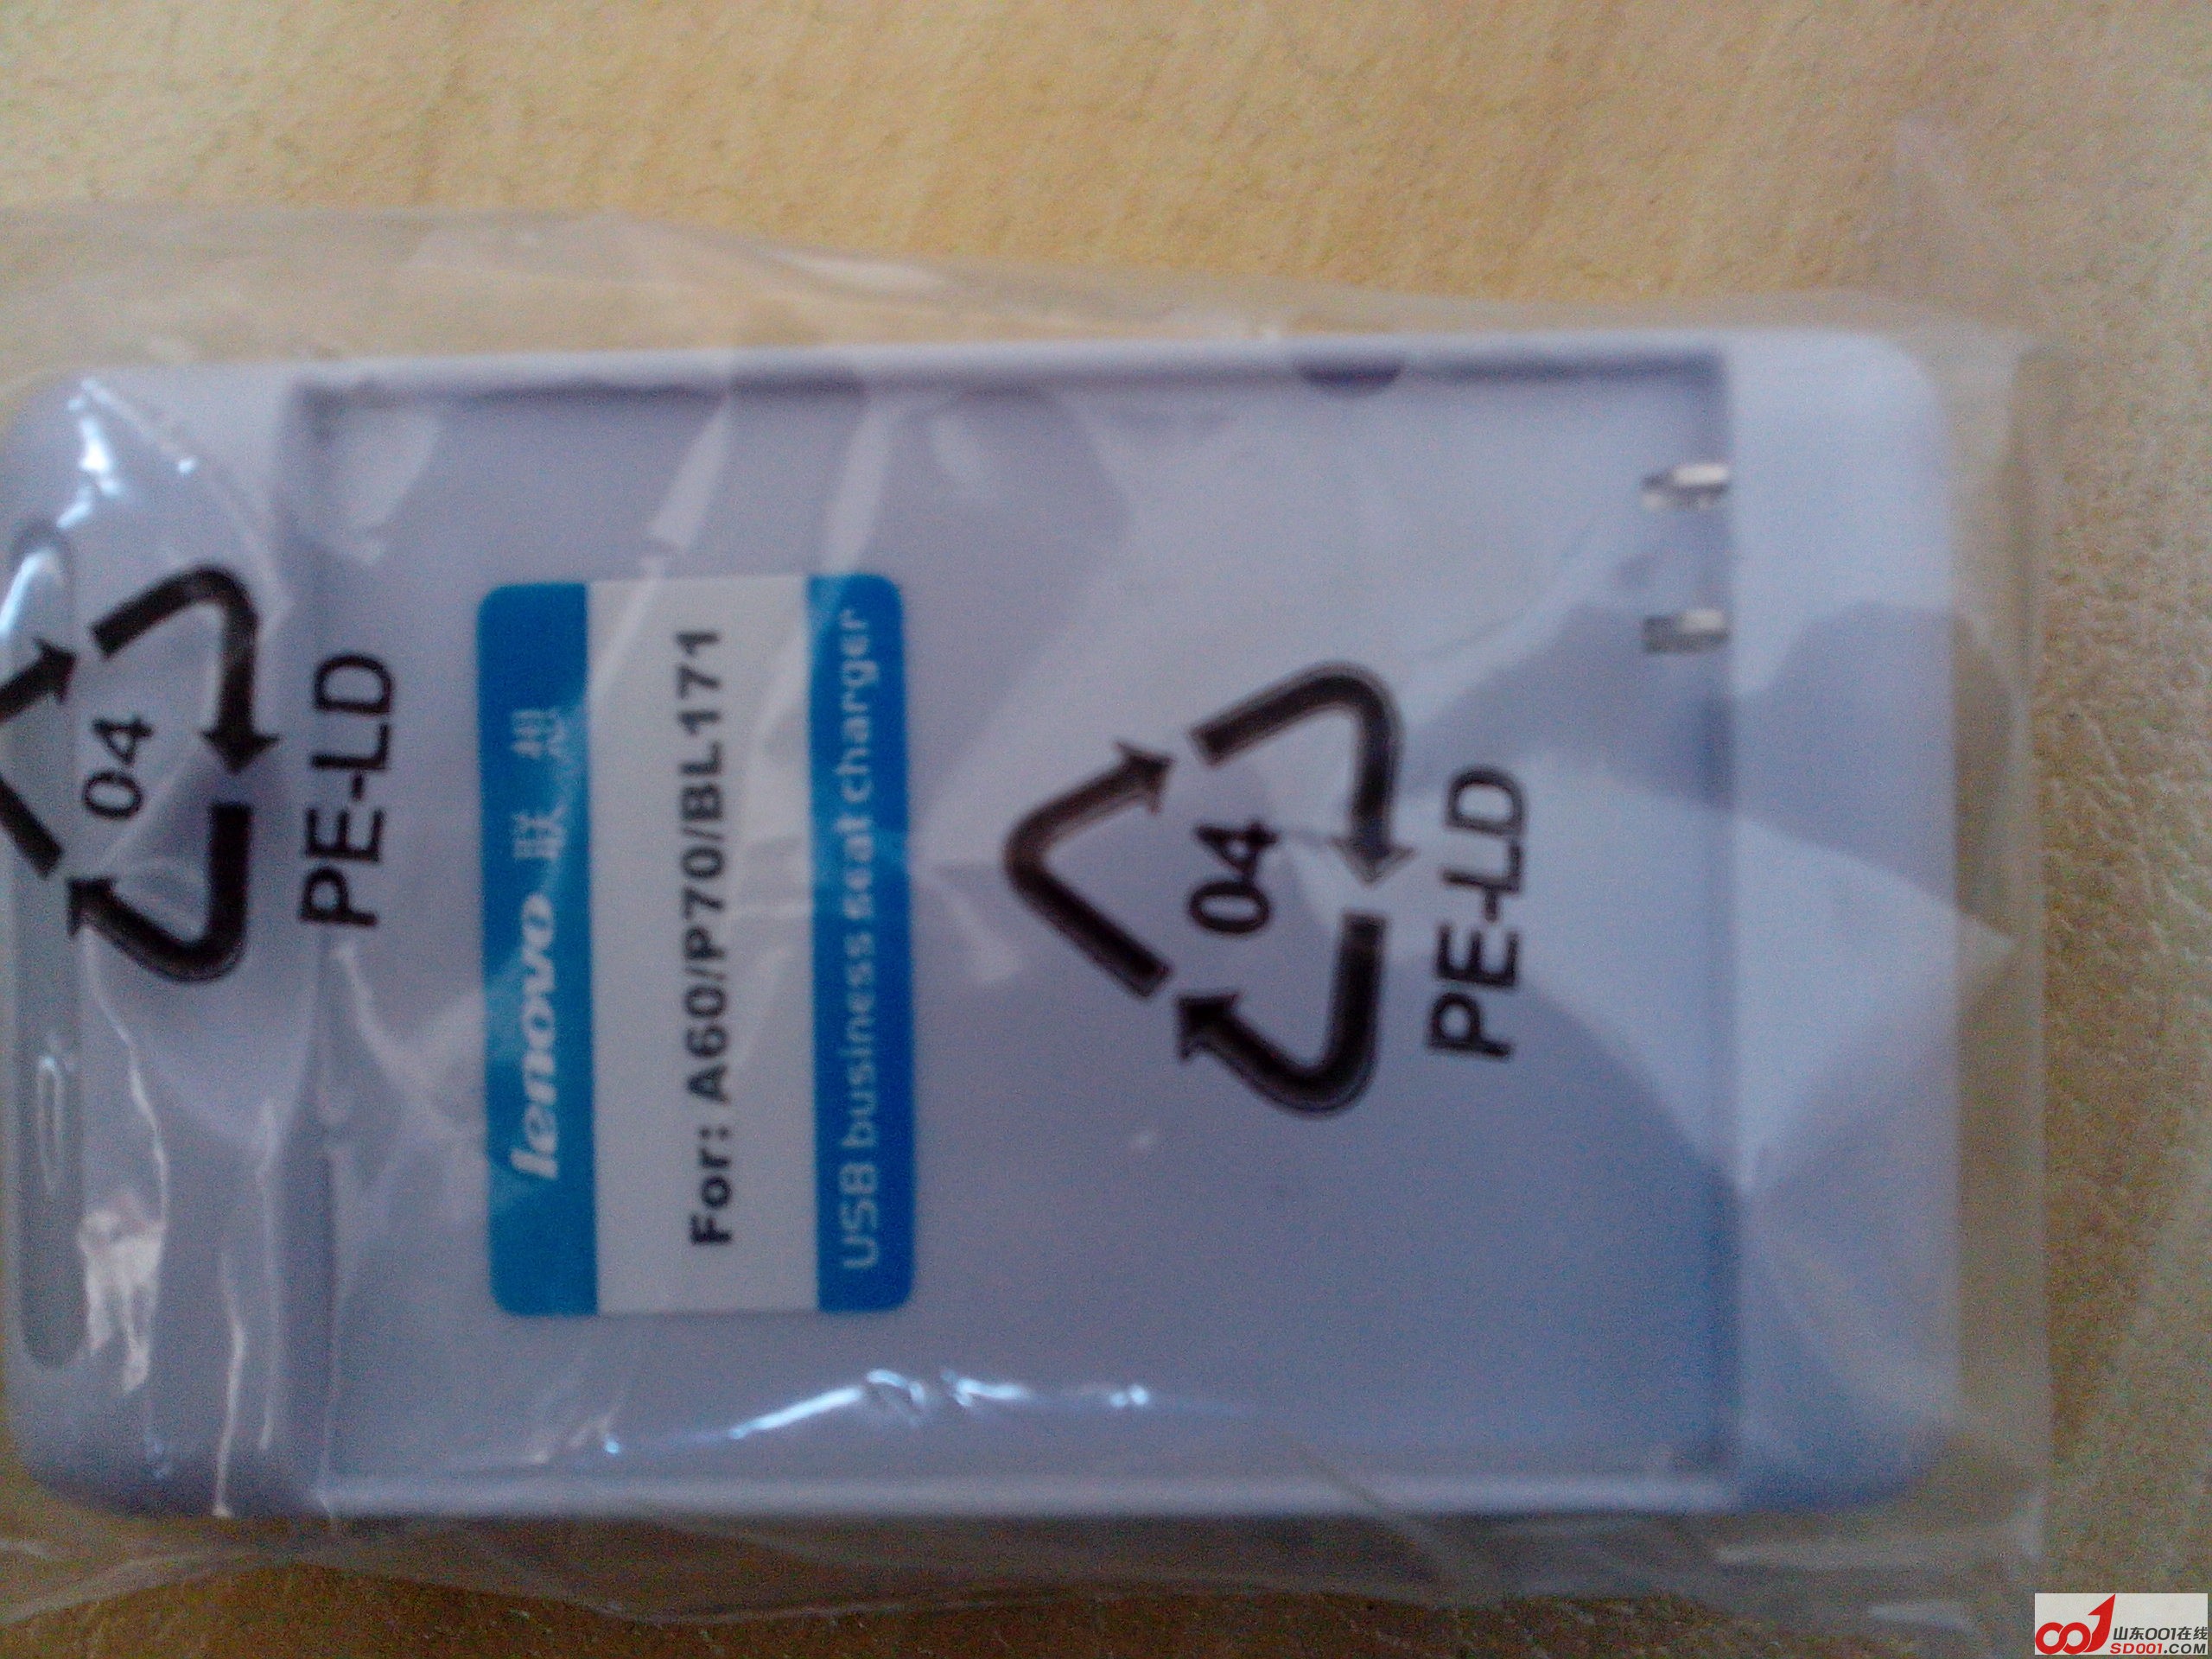 04
PE-LD
lenovo 联想
For: A60/P70/BL171
USB business seat charger
04
PE-LD
001 山东001在线
SD001.COM